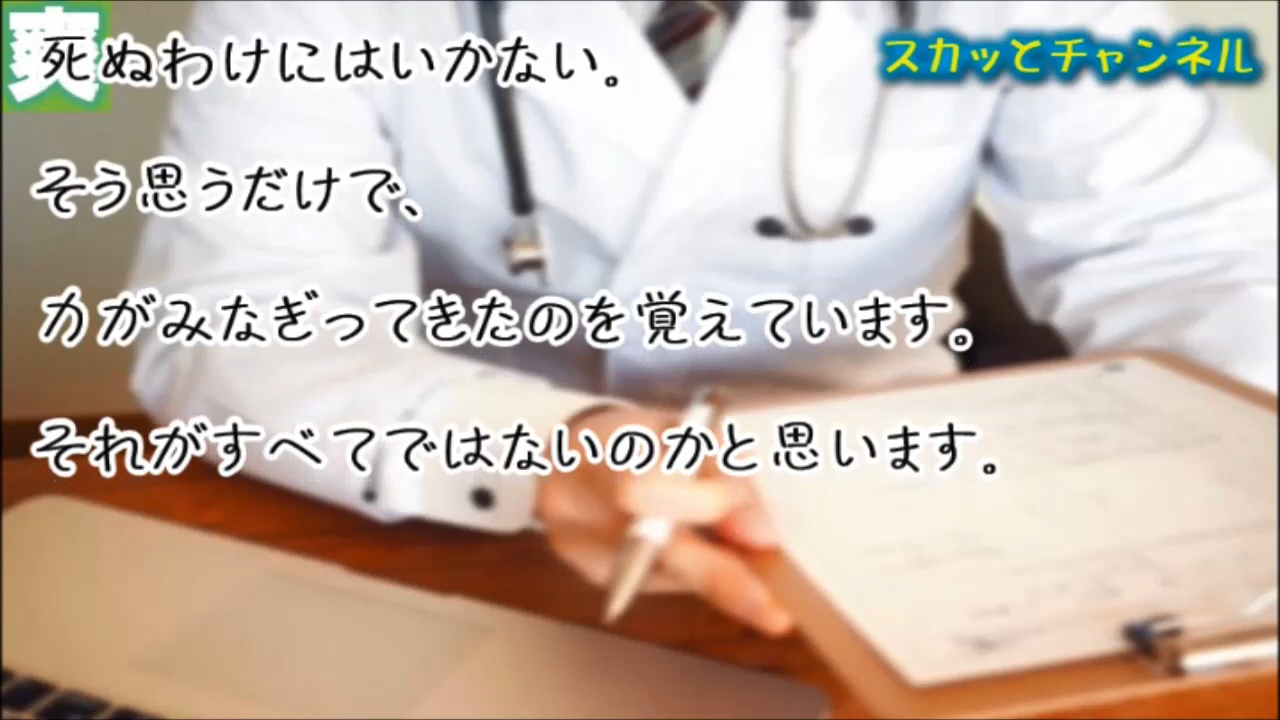 爽
死ぬわけにはいかない。
スカッとチャンネル
そう思うだけで、
力がみなぎってきたのを覚えています。
それがすべてではないのかと思います。